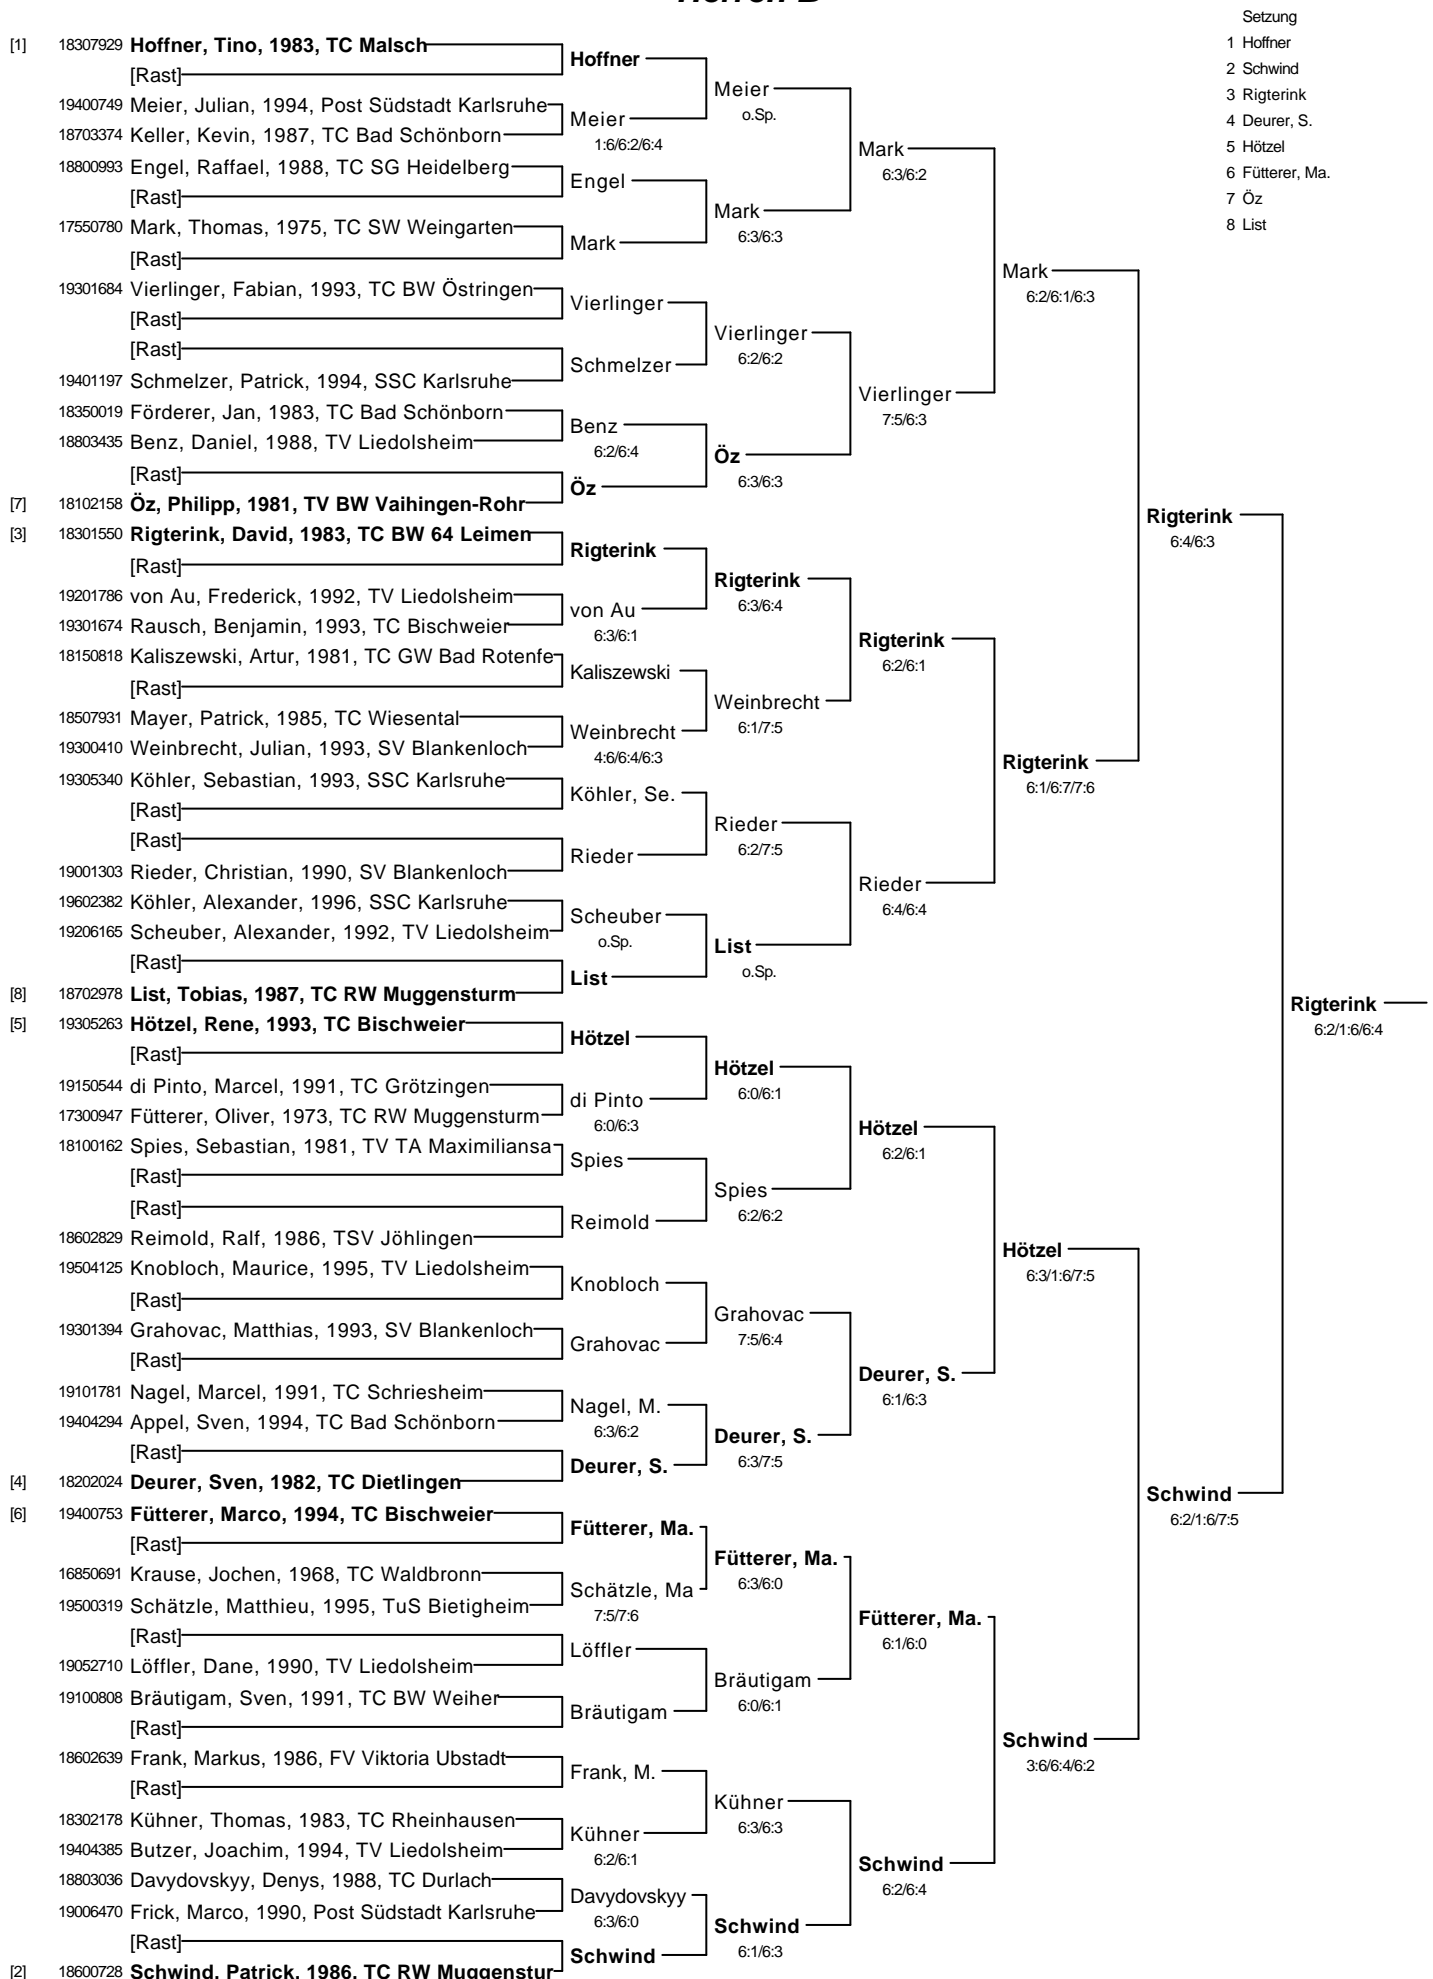 Herren B
Setzung
1 Hoffner
2 Schwind
3 Rigterink
4 Deurer, S.
5 Hötzel
6 Fütterer, Ma.
7 Öz
8 List
[1] 18307929 Hoffner, Tino, 1983, TC Malsch
[Rast]
19400749 Meier, Julian, 1994, Post Südstadt Karlsruhe
18703374 Keller, Kevin, 1987, TC Bad Schönborn
18800993 Engel, Raffael, 1988, TC SG Heidelberg
[Rast]
17550780 Mark, Thomas, 1975, TC SW Weingarten
[Rast]
19301684 Vierlinger, Fabian, 1993, TC BW Östringen
[Rast]
[Rast]
19401197 Schmelzer, Patrick, 1994, SSC Karlsruhe
18350019 Förderer, Jan, 1983, TC Bad Schönborn
18803435 Benz, Daniel, 1988, TV Liedolsheim
[Rast]
[7] 18102158 Öz, Philipp, 1981, TV BW Vaihingen-Rohr
[3] 18301550 Rigterink, David, 1983, TC BW 64 Leimen
[Rast]
19201786 von Au, Frederick, 1992, TV Liedolsheim
19301674 Rausch, Benjamin, 1993, TC Bischweier
18150818 Kaliszewski, Artur, 1981, TC GW Bad Rotenfe
[Rast]
18507931 Mayer, Patrick, 1985, TC Wiesental
19300410 Weinbrecht, Julian, 1993, SV Blankenloch
19305340 Köhler, Sebastian, 1993, SSC Karlsruhe
[Rast]
[Rast]
19001303 Rieder, Christian, 1990, SV Blankenloch
19602382 Köhler, Alexander, 1996, SSC Karlsruhe
19206165 Scheuber, Alexander, 1992, TV Liedolsheim
[Rast]
[8] 18702978 List, Tobias, 1987, TC RW Muggensturm
[5] 19305263 Hötzel, Rene, 1993, TC Bischweier
[Rast]
19150544 di Pinto, Marcel, 1991, TC Grötzingen
17300947 Fütterer, Oliver, 1973, TC RW Muggensturm
18100162 Spies, Sebastian, 1981, TV TA Maximiliansa
[Rast]
[Rast]
18602829 Reimold, Ralf, 1986, TSV Jöhlingen
19504125 Knobloch, Maurice, 1995, TV Liedolsheim
[Rast]
19301394 Grahovac, Matthias, 1993, SV Blankenloch
[Rast]
19101781 Nagel, Marcel, 1991, TC Schriesheim
19404294 Appel, Sven, 1994, TC Bad Schönborn
[Rast]
[4] 18202024 Deurer, Sven, 1982, TC Dietlingen
[6] 19400753 Fütterer, Marco, 1994, TC Bischweier
[Rast]
16850691 Krause, Jochen, 1968, TC Waldbronn
19500319 Schätzle, Matthieu, 1995, TuS Bietigheim
[Rast]
19052710 Löffler, Dane, 1990, TV Liedolsheim
19100808 Bräutigam, Sven, 1991, TC BW Weiher
[Rast]
18602639 Frank, Markus, 1986, FV Viktoria Ubstadt
[Rast]
18302178 Kühner, Thomas, 1983, TC Rheinhausen
19404385 Butzer, Joachim, 1994, TV Liedolsheim
18803036 Davydovskyy, Denys, 1988, TC Durlach
19006470 Frick, Marco, 1990, Post Südstadt Karlsruhe
[Rast]
[2] 18600728 Schwind, Patrick, 1986, TC RW Muggenstur
Hoffner
Meier
1:6/6:2/6:4
Engel
Mark
Vierlinger
Schmelzer
Benz
6:2/6:4
Öz
Rigterink
von Au
6:3/6:1
Kaliszewski
Weinbrecht
4:6/6:4/6:3
Köhler, Se.
Rieder
Scheuber
o.Sp.
List
Hötzel
di Pinto
6:0/6:3
Spies
Reimold
Knobloch
Grahovac
Nagel, M.
6:3/6:2
Deurer, S.
Fütterer, Ma.
Schätzle, Ma
7:5/7:6
Löffler
Bräutigam
Frank, M.
Kühner
6:2/6:1
Davydovskyy
6:3/6:0
Schwind
Meier
o.Sp.
Mark
6:3/6:3
Vierlinger
6:2/6:2
Öz
6:3/6:3
Rigterink
6:3/6:4
Weinbrecht
6:1/7:5
Rieder
6:2/7:5
List
o.Sp.
Hötzel
6:0/6:1
Spies
6:2/6:2
Grahovac
7:5/6:4
Deurer, S.
6:3/7:5
Fütterer, Ma.
6:3/6:0
Bräutigam
6:0/6:1
Kühner
6:3/6:3
Schwind
6:1/6:3
Mark
6:3/6:2
Vierlinger
7:5/6:3
Rigterink
6:2/6:1
Rieder
6:4/6:4
Hötzel
6:2/6:1
Deurer, S.
6:1/6:3
Fütterer, Ma.
6:1/6:0
Schwind
6:2/6:4
Mark
6:2/6:1/6:3
Rigterink
6:1/6:7/7:6
Hötzel
6:3/1:6/7:5
Schwind
3:6/6:4/6:2
Rigterink
6:4/6:3
Schwind
6:2/1:6/7:5
Rigterink
6:2/1:6/6:4